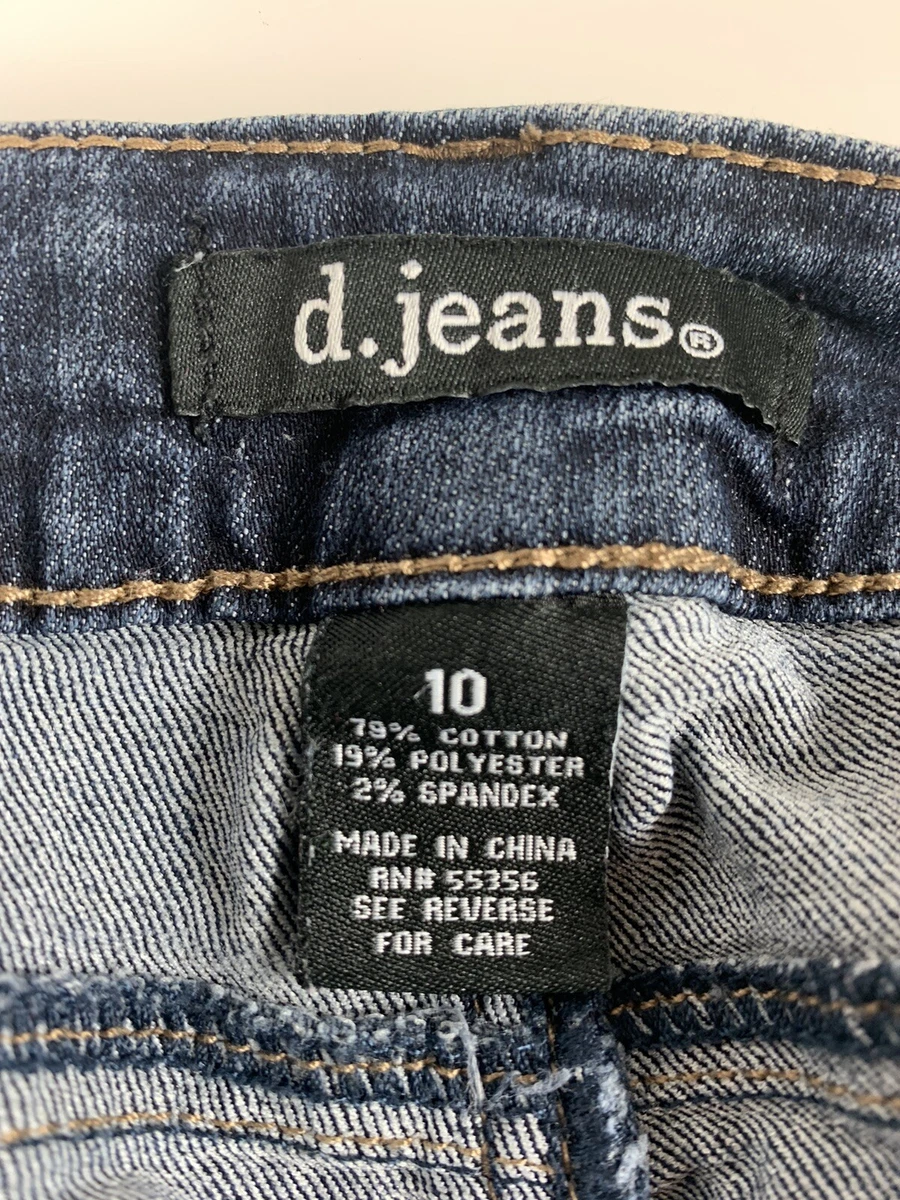 d.jeans®
10
79% COTTON
19% POLYESTER
2% SPANDEX
MADE IN CHINA
RN# 55356
SEE REVERSE
FOR CARE